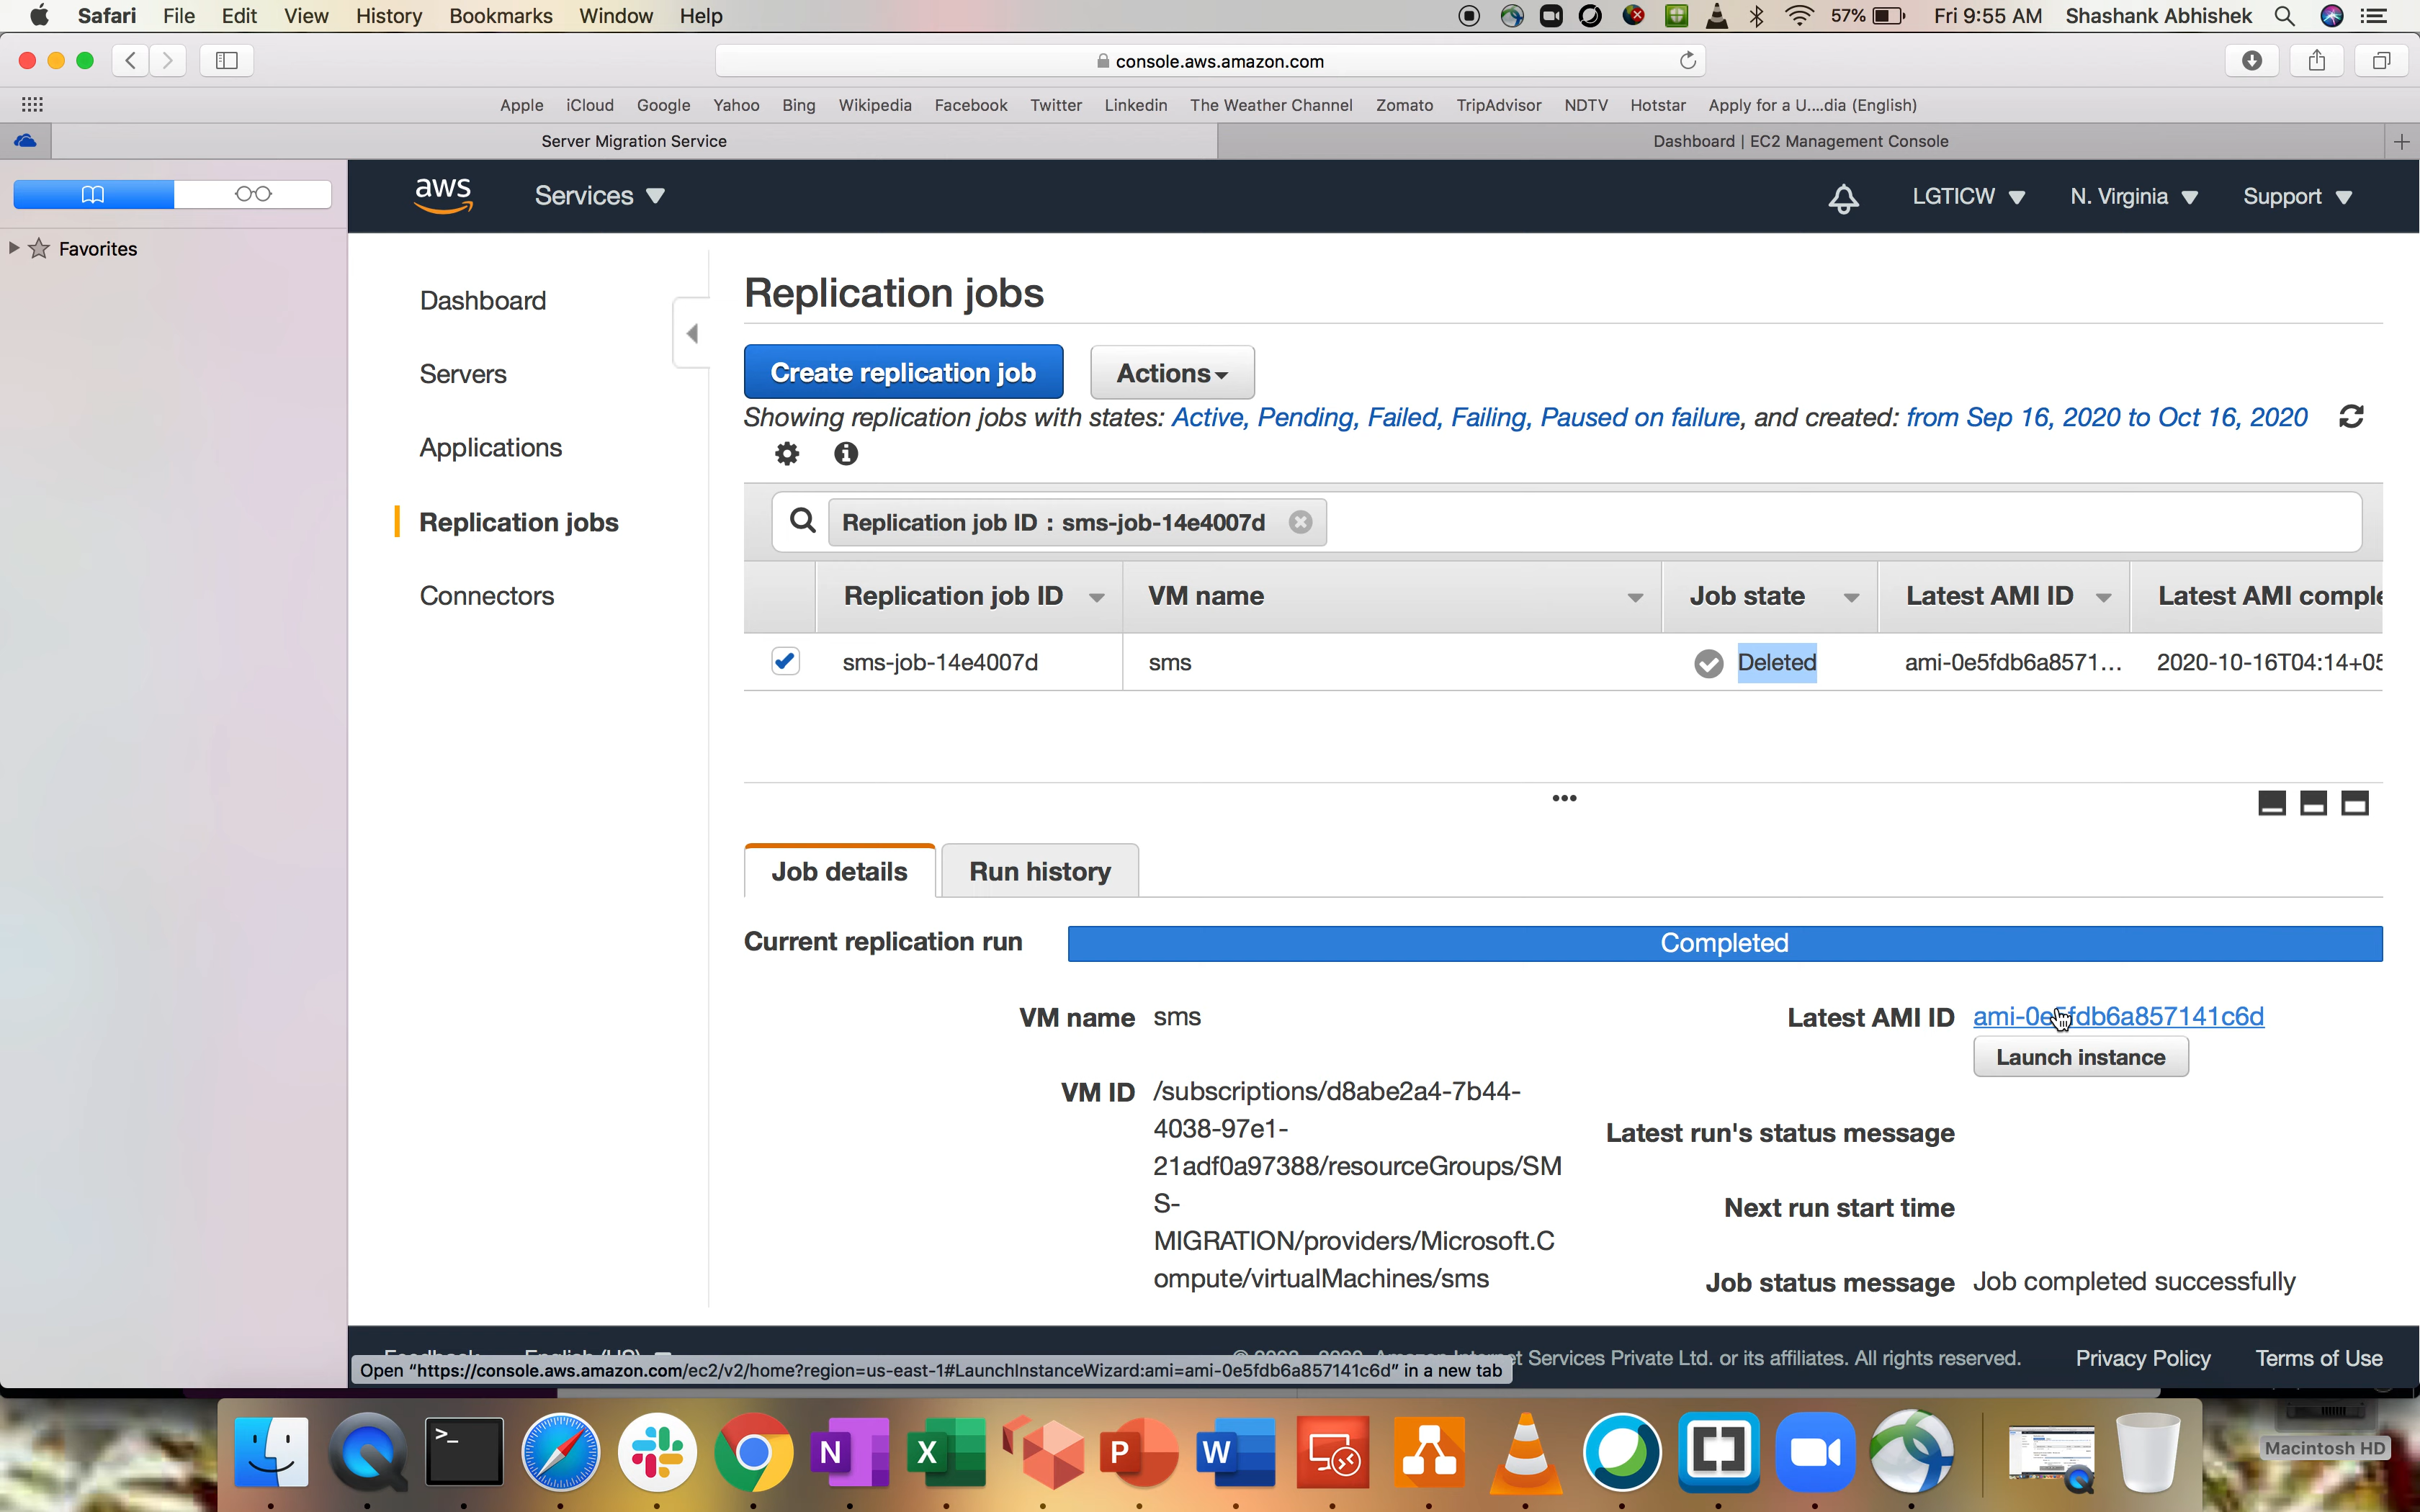 Safari File Edit View History Bookmarks Window Help 57% Fri 9:55 AM Shashank Abhishek
console.aws.amazon.com
Apple iCloud Google Yahoo Bing Wikipedia Facebook Twitter Linkedin The Weather Channel Zomato TripAdvisor NDTV Hotstar Apply for a U....dia (English)
Server Migration Service Dashboard | EC2 Management Console
aws Services LGTICW N. Virginia Support
Favorites
Dashboard
Servers
Applications
Replication jobs
Connectors
Replication jobs
Create replication job Actions
Showing replication jobs with states: Active, Pending, Failed, Failing, Paused on failure, and created: from Sep 16, 2020 to Oct 16, 2020
Replication job ID : sms-job-14e4007d
Replication job ID VM name Job state Latest AMI ID Latest AMI comple
sms-job-14e4007d sms Deleted ami-0e5fdb6a8571... 2020-10-16T04:14+05
Job details Run history
Current replication run Completed
VM name sms
VM ID /subscriptions/d8abe2a4-7b44-
4038-97e1-
21adf0a97388/resourceGroups/SM
S-
MIGRATION/providers/Microsoft.C
ompute/virtualMachines/sms
Latest AMI ID ami-0e5fdb6a857141c6d
Launch instance
Latest run's status message
Next run start time
Job status message Job completed successfully
t Services Private Ltd. or its affiliates. All rights reserved. Privacy Policy Terms of Use
Open “https://console.aws.amazon.com/ec2/v2/home?region=us-east-1#LaunchInstanceWizard:ami=ami-0e5fdb6a857141c6d” in a new tab
N X P W
Macintosh HD